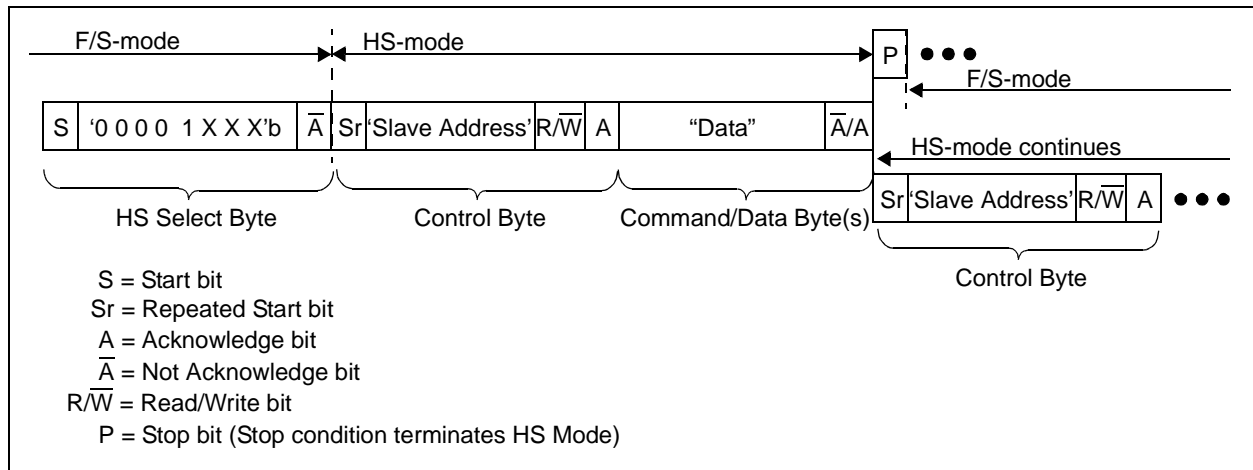 F/S-mode HS-mode
P
F/S-mode
S '0 0 0 0 1 X X X'b A̅ Sr 'Slave Address' R/W̅ A "Data" A̅/A
HS-mode continues
Sr 'Slave Address' R/W̅ A
HS Select Byte Control Byte Command/Data Byte(s)
Control Byte
S = Start bit
Sr = Repeated Start bit
A = Acknowledge bit
A̅ = Not Acknowledge bit
R/W̅ = Read/Write bit
P = Stop bit (Stop condition terminates HS Mode)